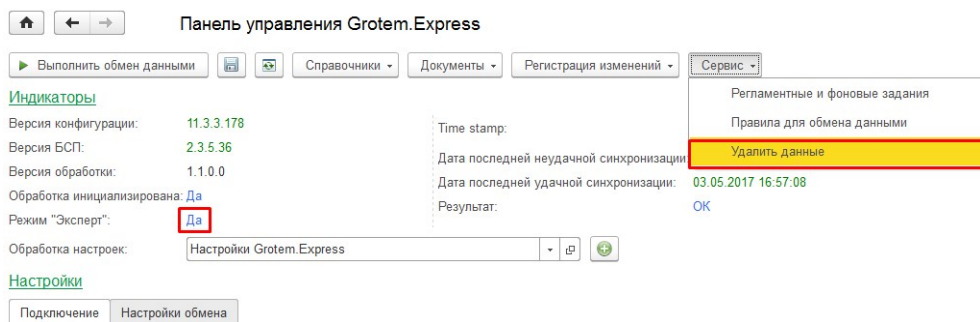 Панель управления Grotem.Express
Выполнить обмен данными Справочники Документы Регистрация изменений Сервис
Индикаторы
Регламентные и фоновые задания
Правила для обмена данными
Удалить данные
Версия конфигурации: 11.3.3.178
Time stamp:
Версия БСП: 2.3.5.36
Дата последней неудачной синхронизации:
Версия обработки: 1.1.0.0
Дата последней удачной синхронизации: 03.05.2017 16:57:08
Обработка инициализирована: Да
Результат: OK
Режим "Эксперт": Да
Обработка настроек: Настройки Grotem.Express
Настройки
Подключение Настройки обмена